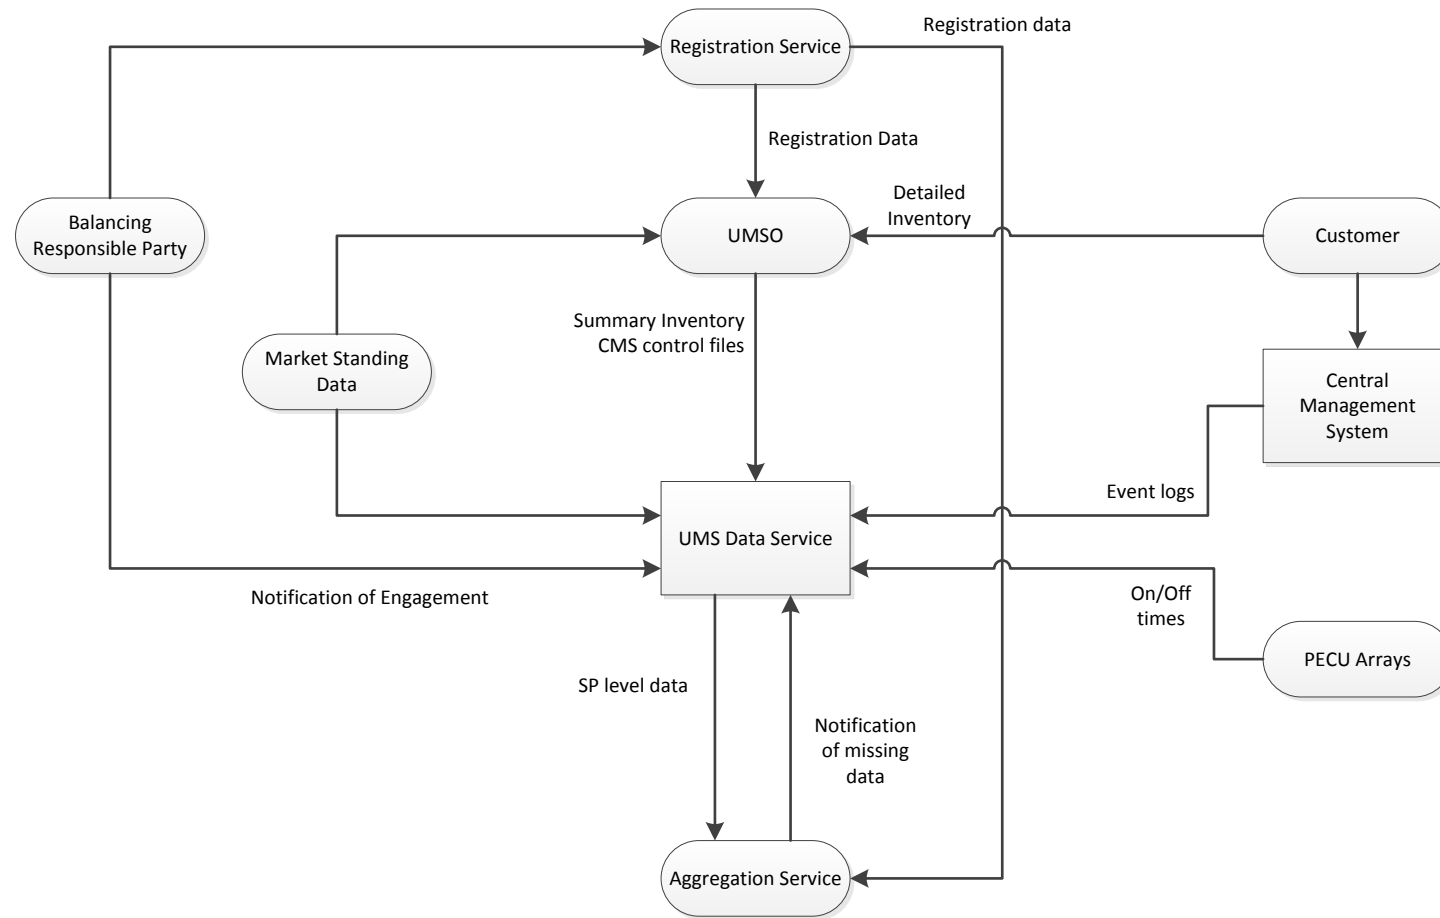 Registration data
Registration Service
Registration Data
Detailed
Inventory
Balancing
Responsible Party
UMSO
Customer
Summary Inventory
CMS control files
Market Standing
Data
Central
Management
System
Event logs
UMS Data Service
Notification of Engagement
On/Off
times
PECU Arrays
SP level data
Notification
of missing
data
Aggregation Service